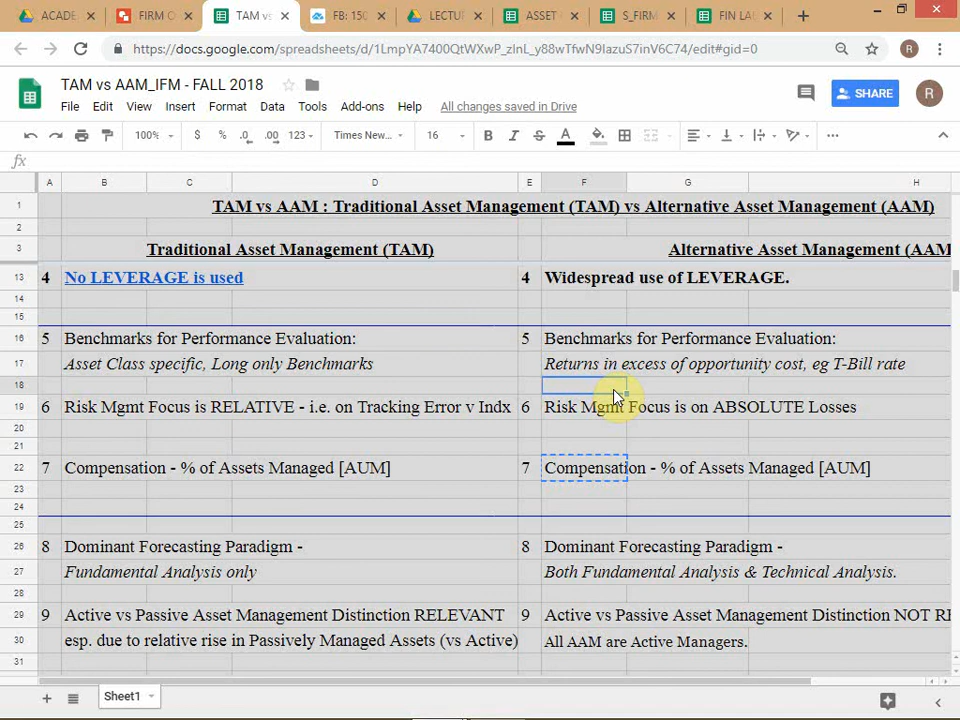 ACADE
FIRM C
TAM vs
FB: 150
LECTUR
ASSET
S_FIRM
FIN LA
https://docs.google.com/spreadsheets/d/1LmpYA7400QtWXwP_zlnL_y88wTfwN9lazuS7inV6C74/edit#gid=0
R
TAM vs AAM_IFM - FALL 2018
SHARE
R
File Edit View Insert Format Data Tools Add-ons Help All changes saved in Drive
100% $ % .0 .00 123 Times New... 16 B I S A
fx
A B C D E F G H
1 TAM vs AAM : Traditional Asset Management (TAM) vs Alternative Asset Management (AAM)
2
3 Traditional Asset Management (TAM) Alternative Asset Management (AAM
13 4 No LEVERAGE is used 4 Widespread use of LEVERAGE.
14
15
16 5 Benchmarks for Performance Evaluation: 5 Benchmarks for Performance Evaluation:
17 Asset Class specific, Long only Benchmarks Returns in excess of opportunity cost, eg T-Bill rate
18
19 6 Risk Mgmt Focus is RELATIVE - i.e. on Tracking Error v Indx 6 Risk Mgmt Focus is on ABSOLUTE Losses
20
21
22 7 Compensation - % of Assets Managed [AUM] 7 Compensation - % of Assets Managed [AUM]
23
24
25
26 8 Dominant Forecasting Paradigm - 8 Dominant Forecasting Paradigm -
27 Fundamental Analysis only Both Fundamental Analysis & Technical Analysis.
28
29 9 Active vs Passive Asset Management Distinction RELEVANT 9 Active vs Passive Asset Management Distinction NOT RE
30 esp. due to relative rise in Passively Managed Assets (vs Active) All AAM are Active Managers.
31
Sheet1